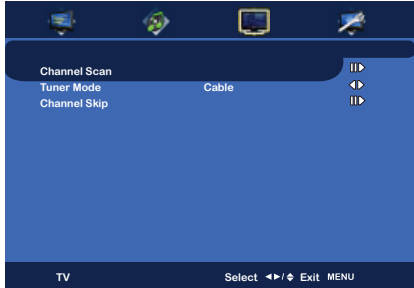 Channel Scan
Tuner Mode Cable
Channel Skip
TV Select ◄►/◆ Exit MENU